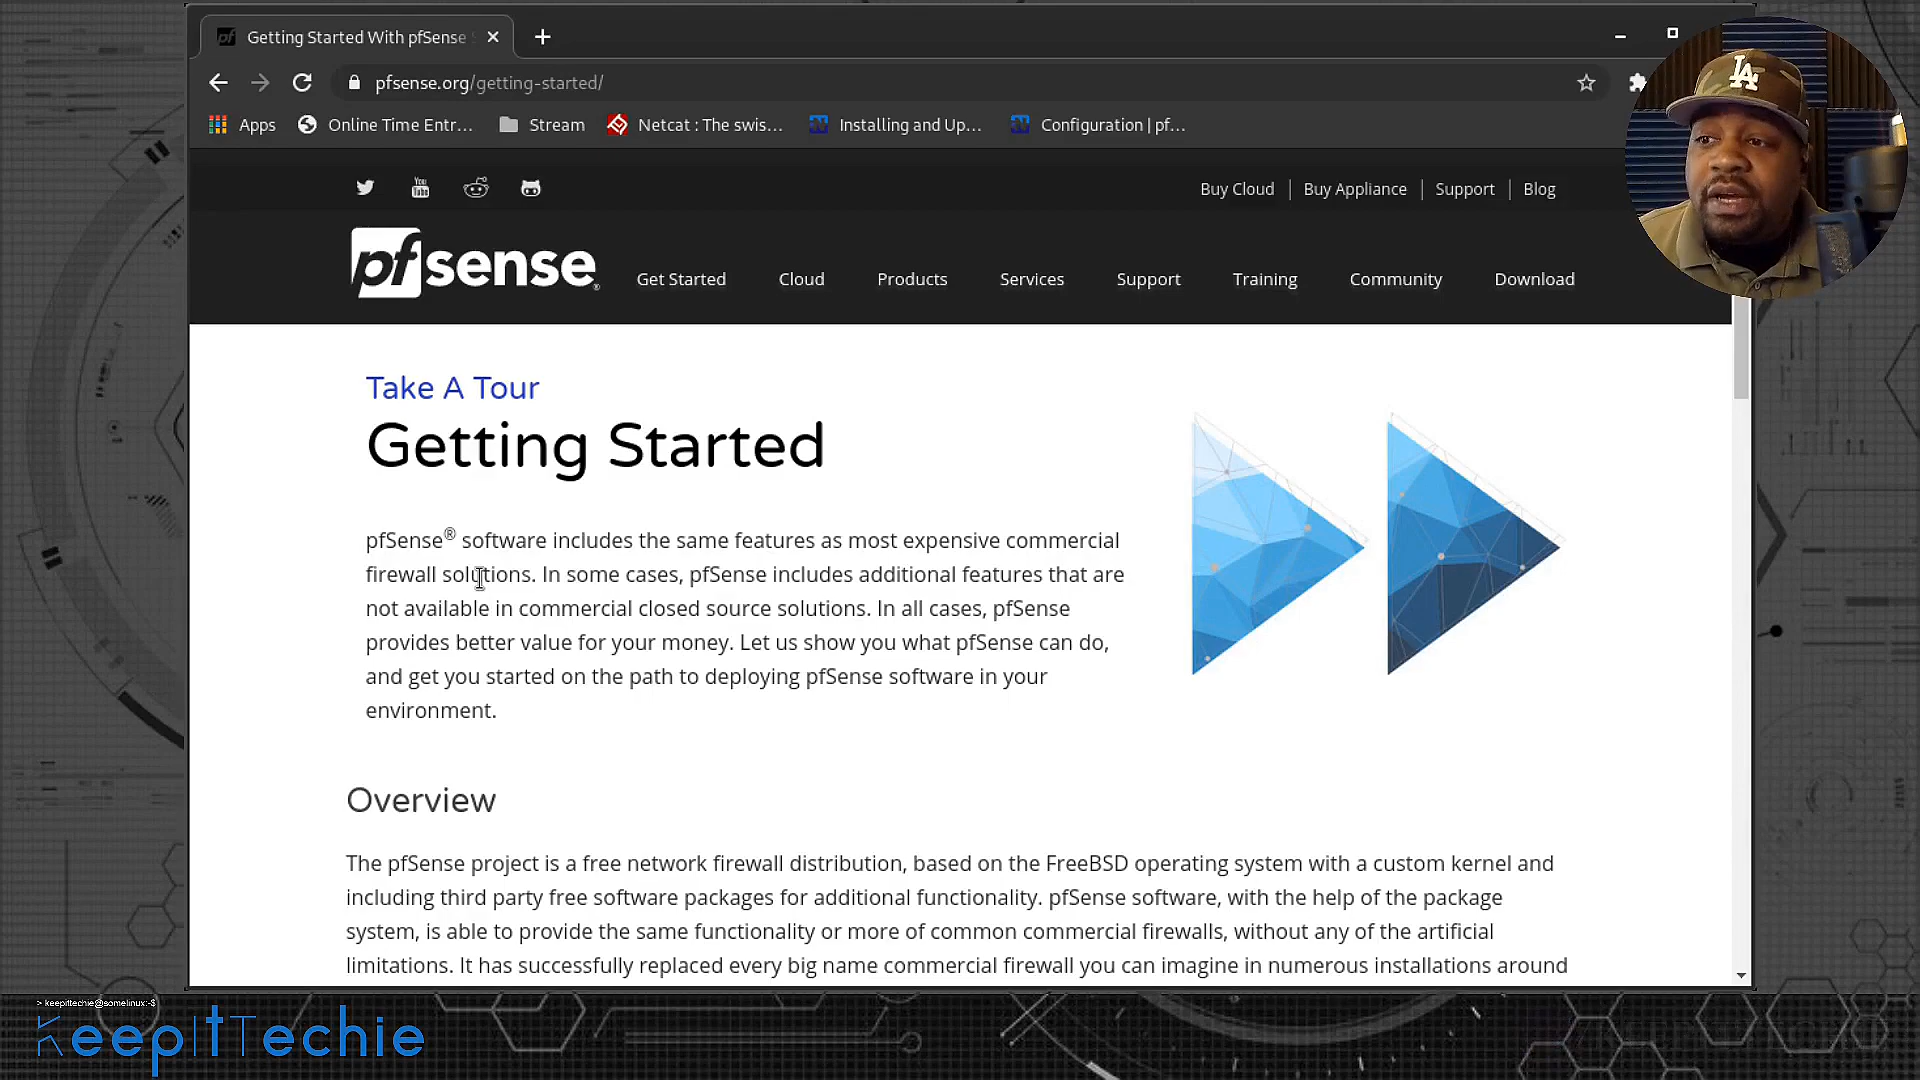 Getting Started With pfSense
pfsense.org/getting-started/
Apps
Online Time Entr...
Stream
Netcat : The swis...
Installing and Up...
Configuration | pf...
You
Tube
Buy Cloud | Buy Appliance | Support | Blog
pfsense®
Get Started
Cloud
Products
Services
Support
Training
Community
Download
LA
Take A Tour
Getting Started
pfSense® software includes the same features as most expensive commercial
firewall solutions. In some cases, pfSense includes additional features that are
not available in commercial closed source solutions. In all cases, pfSense
provides better value for your money. Let us show you what pfSense can do,
and get you started on the path to deploying pfSense software in your
environment.
Overview
The pfSense project is a free network firewall distribution, based on the FreeBSD operating system with a custom kernel and
including third party free software packages for additional functionality. pfSense software, with the help of the package
system, is able to provide the same functionality or more of common commercial firewalls, without any of the artificial
limitations. It has successfully replaced every big name commercial firewall you can imagine in numerous installations around
> keepittechie@somelinux:~$
KeepItTechie